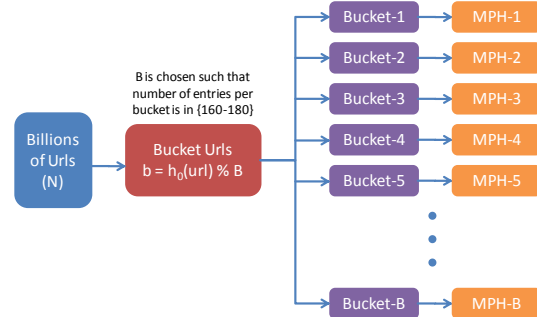 B is chosen such that
number of entries per
bucket is in {160-180}
Billions
of Urls
(N)
Bucket Urls
b = h₀(url) % B
Bucket-1
MPH-1
Bucket-2
MPH-2
Bucket-3
MPH-3
Bucket-4
MPH-4
Bucket-5
MPH-5
Bucket-B
MPH-B